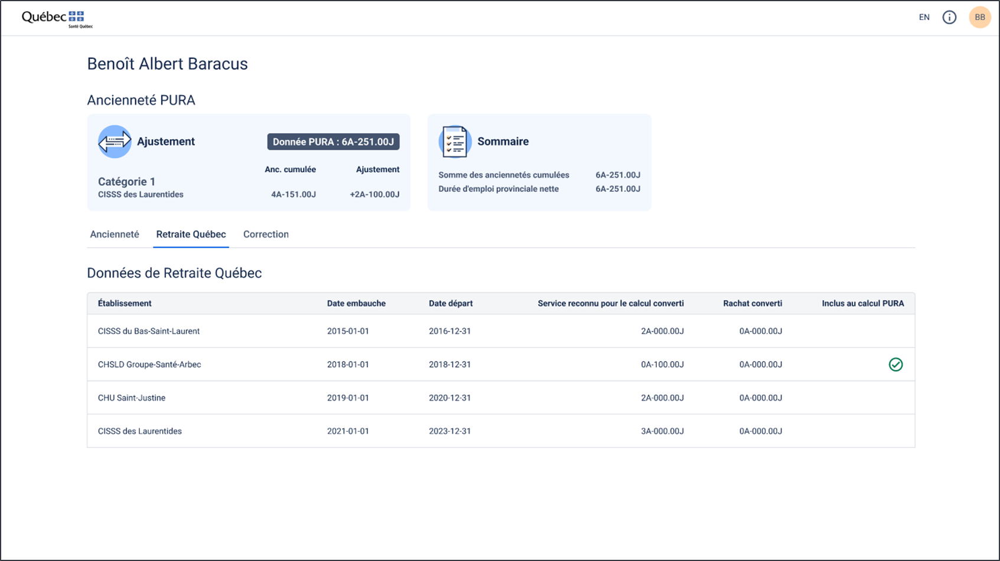 Québec
Santé Québec
EN
BB
Benoît Albert Baracus
Ancienneté PURA
Ajustement
Donnée PURA : 6A-251.00J
Anc. cumulée Ajustement
Catégorie 1
CISSS des Laurentides 4A-151.00J +2A-100.00J
Sommaire
Somme des anciennetés cumulées 6A-251.00J
Durée d'emploi provinciale nette 6A-251.00J
Ancienneté Retraite Québec Correction
Données de Retraite Québec
Établissement Date embauche Date départ Service reconnu pour le calcul converti Rachat converti Inclus au calcul PURA
CISSS du Bas-Saint-Laurent 2015-01-01 2016-12-31 2A-000.00J 0A-000.00J
CHSLD Groupe-Santé-Arbec 2018-01-01 2018-12-31 0A-100.00J 0A-000.00J
CHU Saint-Justine 2019-01-01 2020-12-31 2A-000.00J 0A-000.00J
CISSS des Laurentides 2021-01-01 2023-12-31 3A-000.00J 0A-000.00J